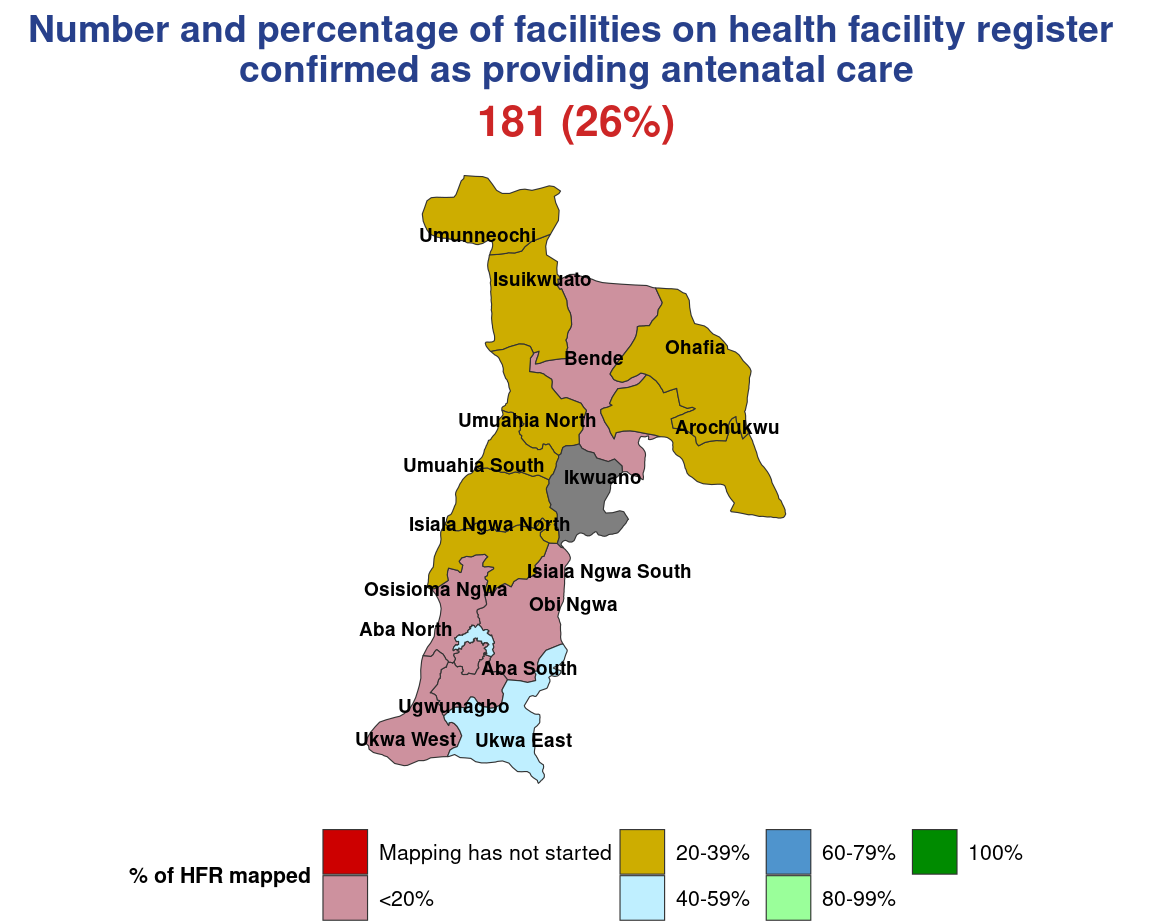 Number and percentage of facilities on health facility register
confirmed as providing antenatal care
181 (26%)
Umunneochi
Isuikwuato
Ohafia
Bende
Umuahia North
Arochukwu
Umuahia South
Ikwuano
Isiala Ngwa North
Isiala Ngwa South
Osisioma Ngwa
Obi Ngwa
Aba North
Aba South
Ugwunagbo
Ukwa West
Ukwa East
% of HFR mapped
Mapping has not started
<20%
20-39%
40-59%
60-79%
80-99%
100%